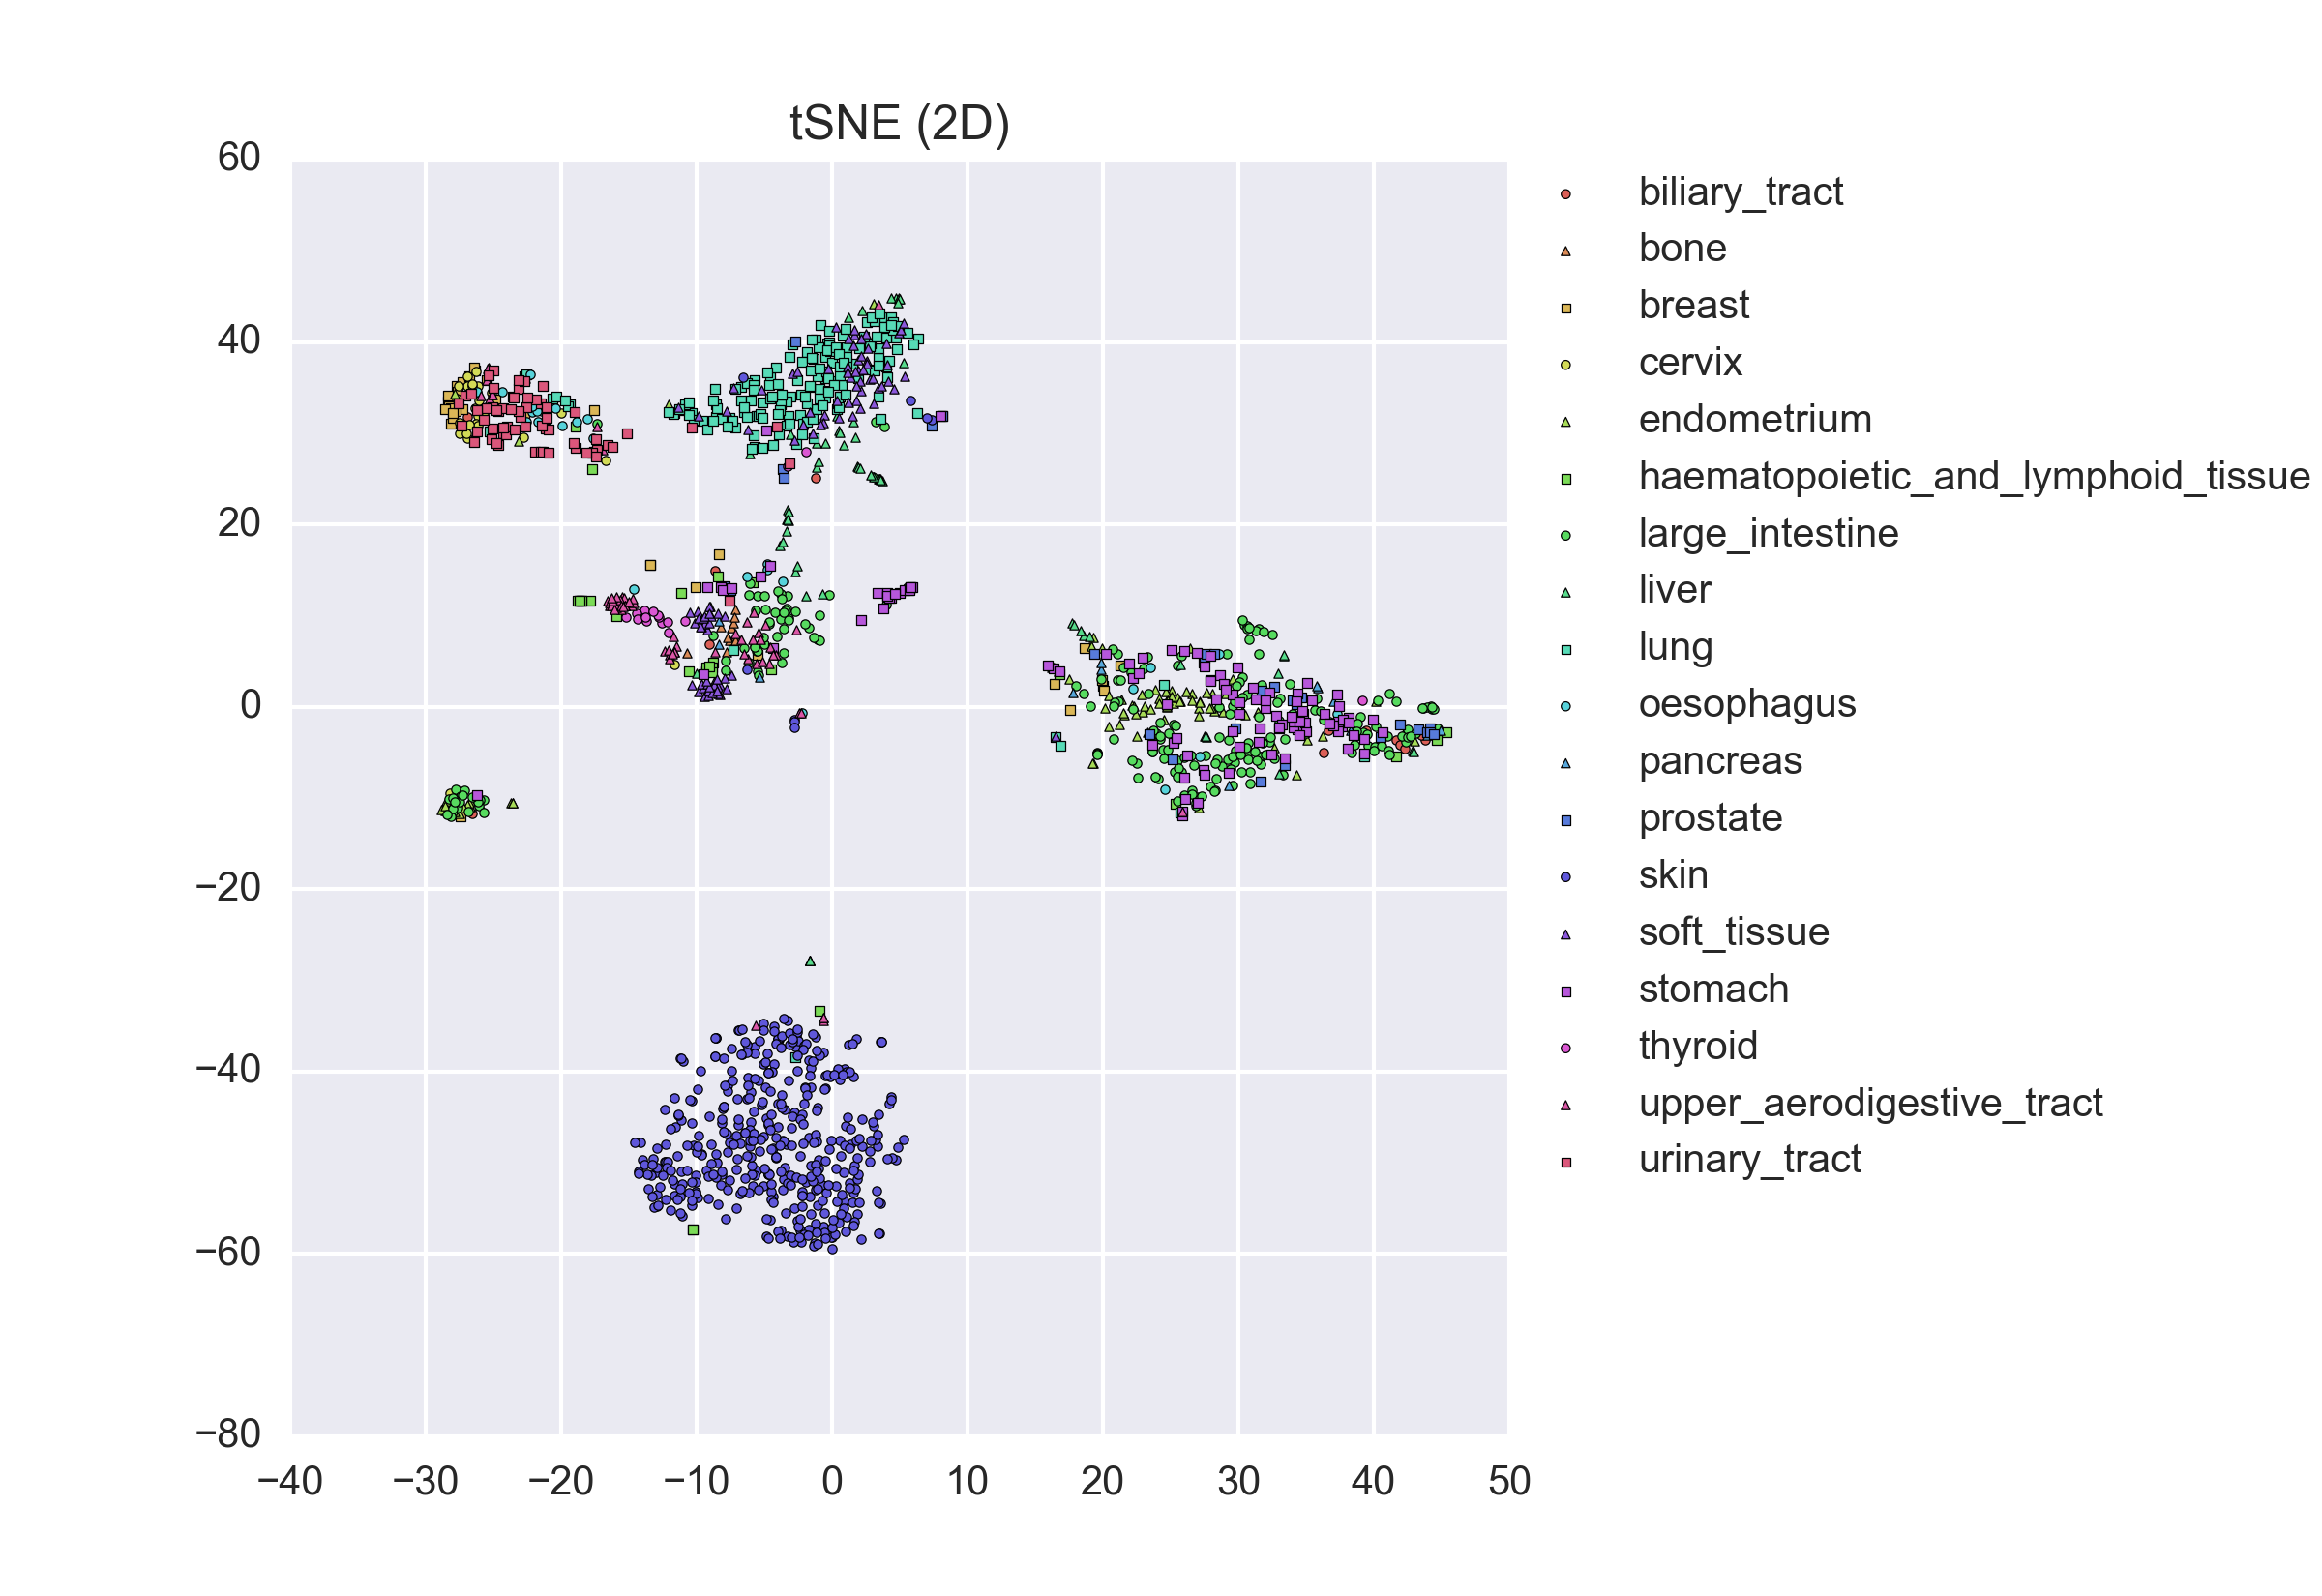 tSNE (2D)
60
40
20
0
−20
−40
−60
−80
−40 −30 −20 −10 0 10 20 30 40 50
biliary_tract
bone
breast
cervix
endometrium
haematopoietic_and_lymphoid_tissue
large_intestine
liver
lung
oesophagus
pancreas
prostate
skin
soft_tissue
stomach
thyroid
upper_aerodigestive_tract
urinary_tract